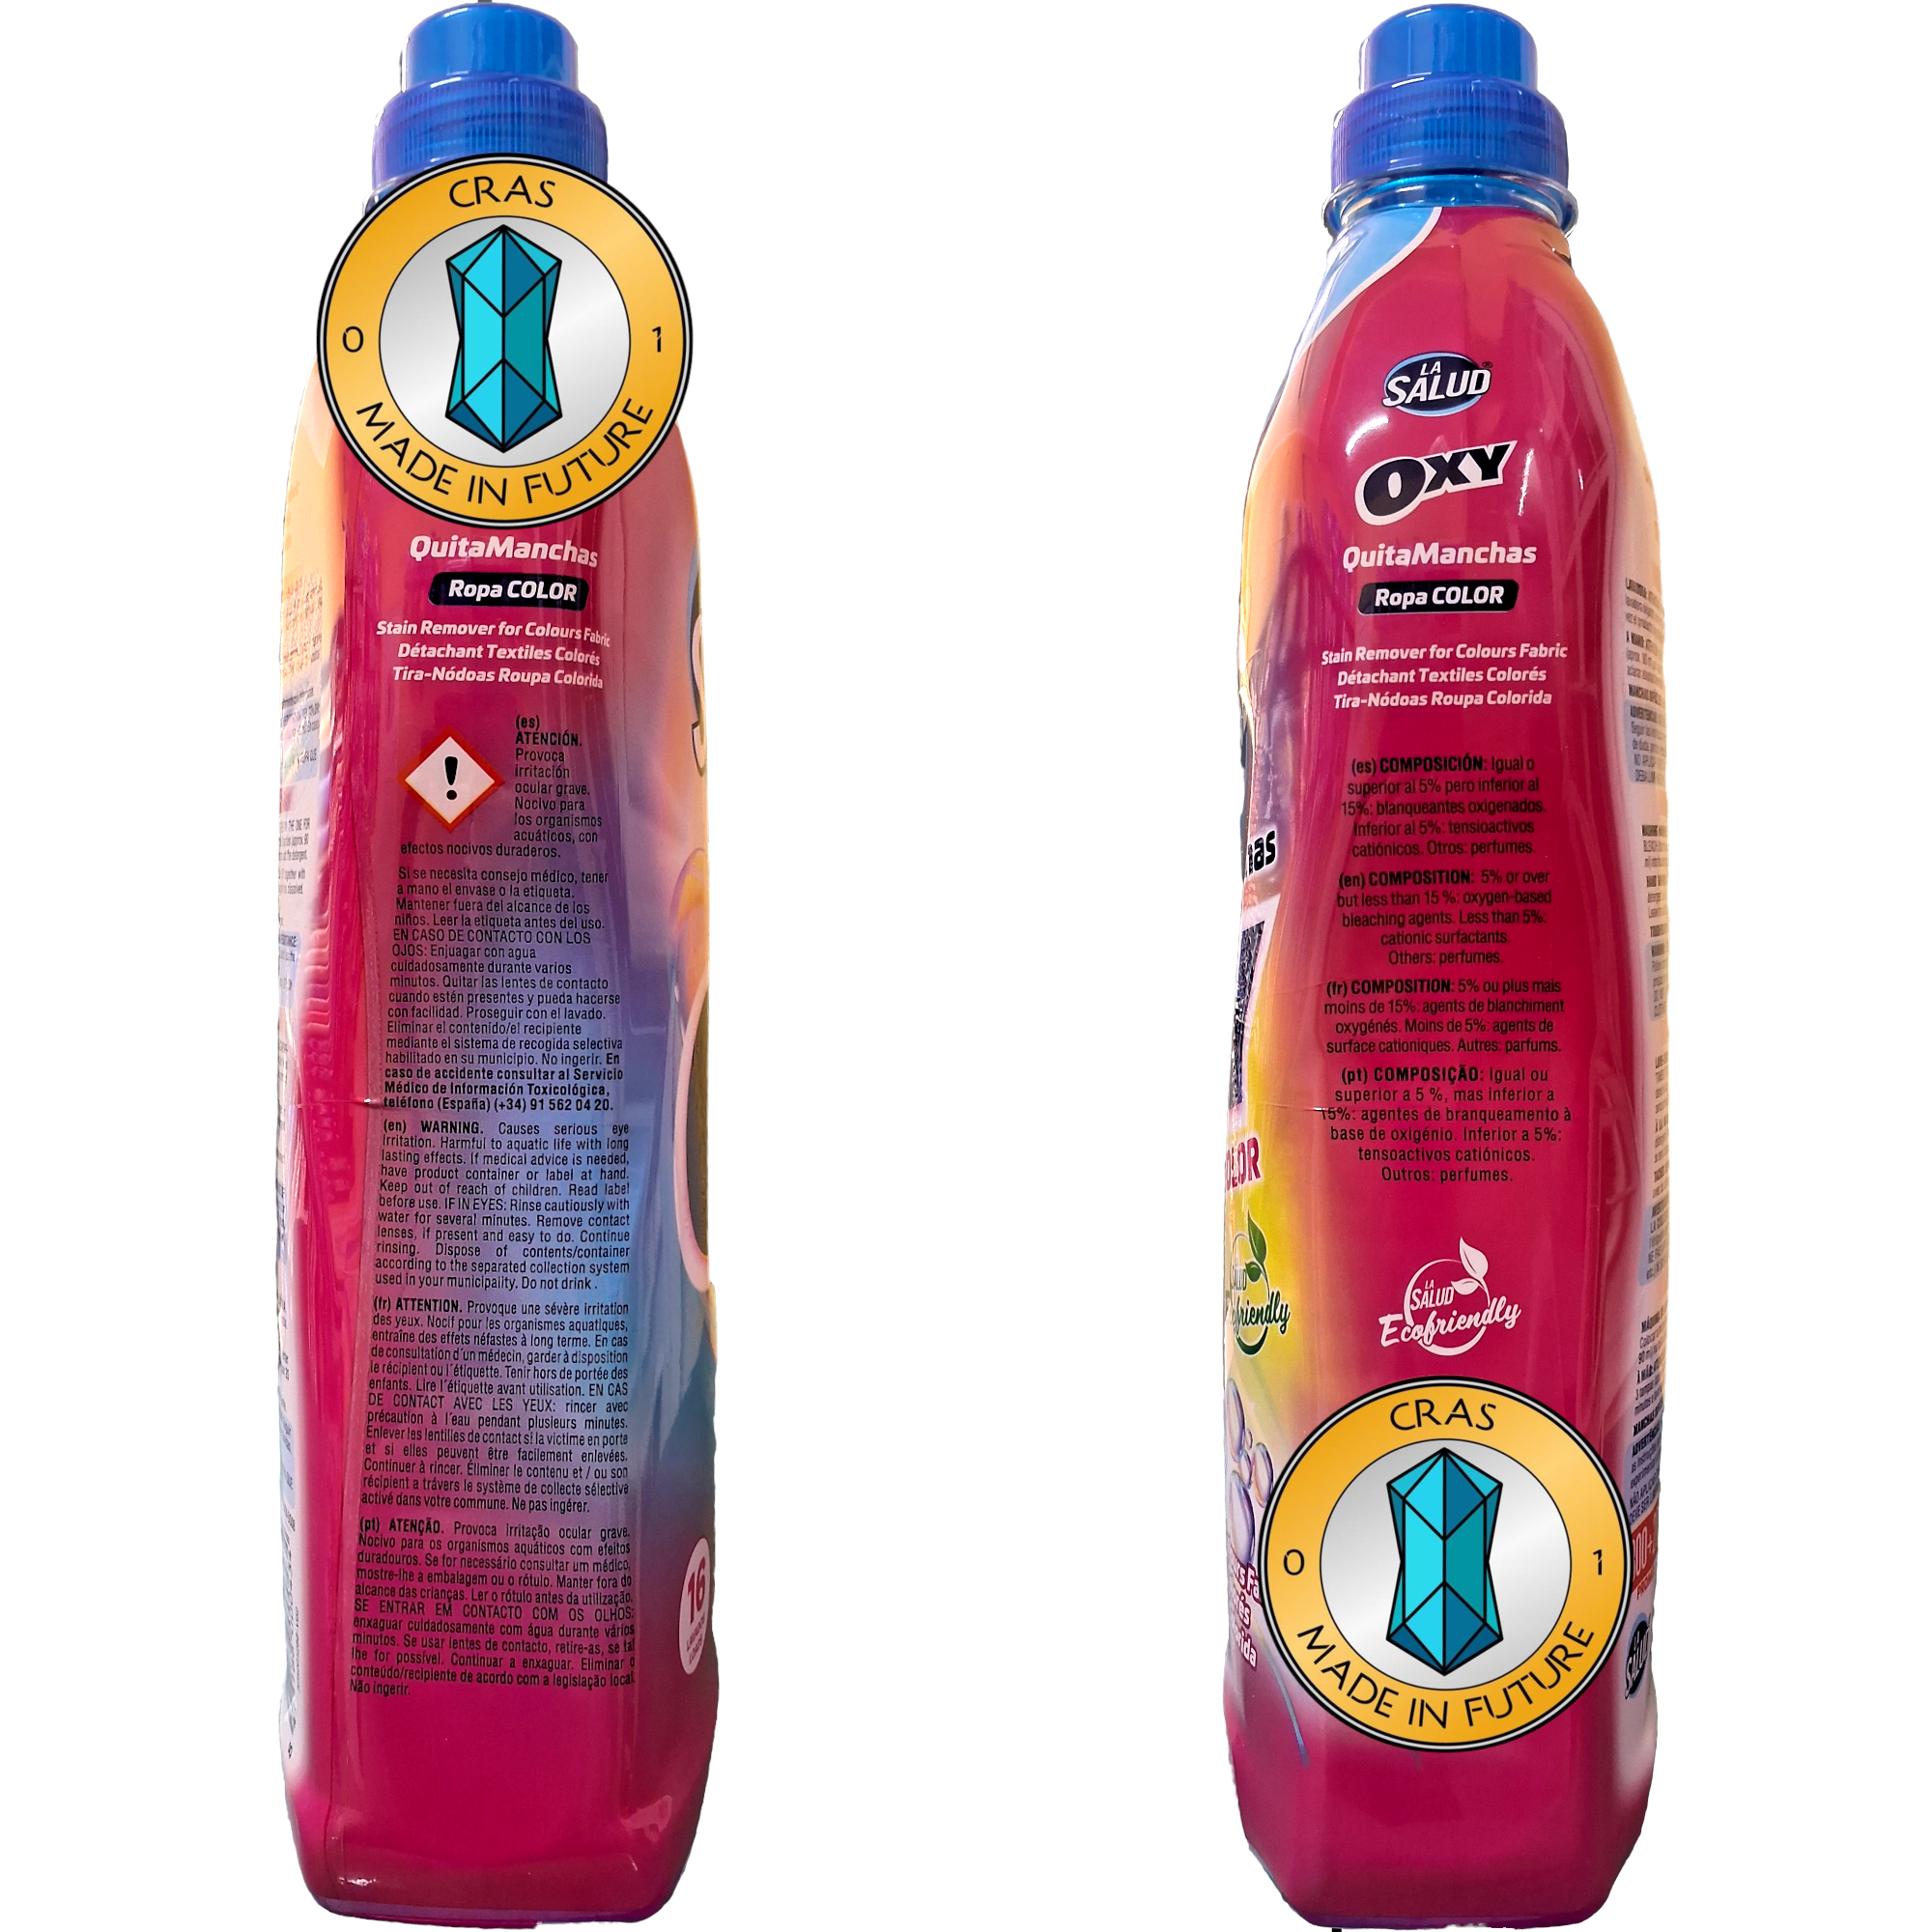 CRAS
0 1
MADE IN FUTURE
QuitaManchas
Ropa COLOR
Stain Remover for Colours Fabric
Détachant Textiles Colorés
Tira-Nódoas Roupa Colorida
(es)
ATENCIÓN.
Provoca
irritación
ocular grave.
Nocivo para
los organismos
acuáticos, con
efectos nocivos duraderos.
Si se necesita consejo médico, tener
a mano el envase o la etiqueta.
Mantener fuera del alcance de los
niños. Leer la etiqueta antes del uso.
EN CASO DE CONTACTO CON LOS
OJOS: Enjuagar con agua
cuidadosamente durante varios
minutos. Quitar las lentes de contacto
cuando estén presentes y pueda hacerse
con facilidad. Proseguir con el lavado.
Eliminar el contenido/el recipiente
mediante el sistema de recogida selectiva
habilitado en su municipio. No ingerir. En
caso de accidente consultar al Servicio
Médico de Información Toxicológica,
teléfono (España) (+34) 91 562 04 20.
(en) WARNING. Causes serious eye
irritation. Harmful to aquatic life with long
lasting effects. If medical advice is needed,
have product container or label at hand.
Keep out of reach of children. Read label
before use. IF IN EYES: Rinse cautiously with
water for several minutes. Remove contact
lenses, if present and easy to do. Continue
rinsing. Dispose of contents/container
according to the separated collection system
used in your municipality. Do not drink .
(fr) ATTENTION. Provoque une sévère irritation
des yeux. Nocif pour les organismes aquatiques,
entraîne des effets néfastes à long terme. En cas
de consultation d'un médecin, garder à disposition
le récipient ou l'étiquette. Tenir hors de portée des
enfants. Lire l'étiquette avant utilisation. EN CAS
DE CONTACT AVEC LES YEUX: rincer avec
précaution à l'eau pendant plusieurs minutes.
Enlever les lentilles de contact si la victime en porte
et si elles peuvent être facilement enlevées.
Continuer à rincer. Éliminer le contenu et / ou son
récipient a trávers le système de collecte sélective
activé dans votre commune. Ne pas ingérer.
(pt) ATENÇÃO. Provoca irritação ocular grave.
Nocivo para os organismos aquáticos com efeitos
duradouros. Se for necessário consultar um médico,
mostre-lhe a embalagem ou o rótulo. Manter fora do
alcance das crianças. Ler o rótulo antes da utilização.
SE ENTRAR EM CONTACTO COM OS OLHOS:
enxaguar cuidadosamente com água durante vários
minutos. Se usar lentes de contacto, retire-as, se tal
lhe for possível. Continuar a enxaguar. Eliminar o
conteúdo/recipiente de acordo com a legislação local.
Não ingerir.
16
LA
SALUD®
OXY
QuitaManchas
Ropa COLOR
Stain Remover for Colours Fabric
Détachant Textiles Colorés
Tira-Nódoas Roupa Colorida
(es) COMPOSICIÓN: Igual o
superior al 5% pero inferior al
15%: blanqueantes oxigenados.
Inferior al 5%: tensioactivos
catiónicos. Otros: perfumes.
(en) COMPOSITION: 5% or over
but less than 15 %: oxygen-based
bleaching agents. Less than 5%:
cationic surfactants.
Others: perfumes.
(fr) COMPOSITION: 5% ou plus mais
moins de 15%: agents de blanchiment
oxygénés. Moins de 5%: agents de
surface cationiques. Autres: parfums.
(pt) COMPOSIÇÃO: Igual ou
superior a 5 %, mas inferior a
15%: agentes de branqueamento à
base de oxigénio. Inferior a 5%:
tensoactivos catiónicos.
Outros: perfumes.
LA
SALUD
Ecofriendly
CRAS
0 1
MADE IN FUTURE